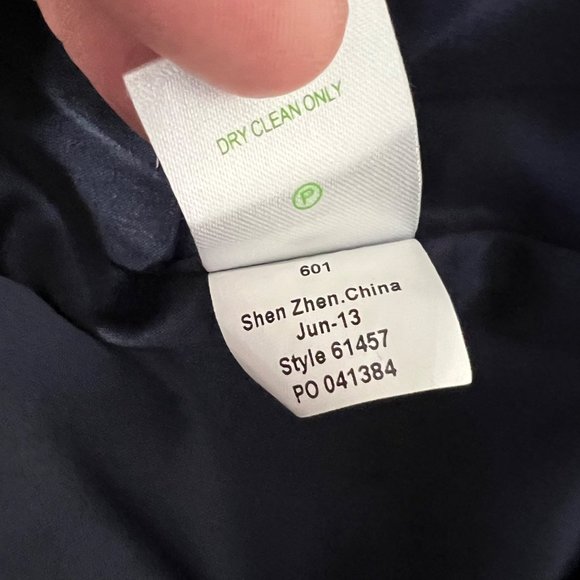 DRY CLEAN ONLY
P
601
Shen Zhen.China
Jun-13
Style 61457
PO 041384